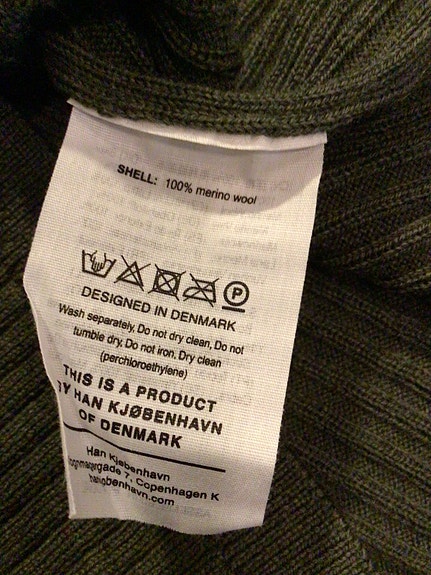 SHELL: 100% merino wool
P
DESIGNED IN DENMARK
Wash separately, Do not dry clean, Do not
tumble dry, Do not iron, Dry clean
(perchloroethylene)
THIS IS A PRODUCT
BY HAN KJØBENHAVN
OF DENMARK
Han Kjøbenhavn
7, Copenhagen K
hankjobenhavn.com